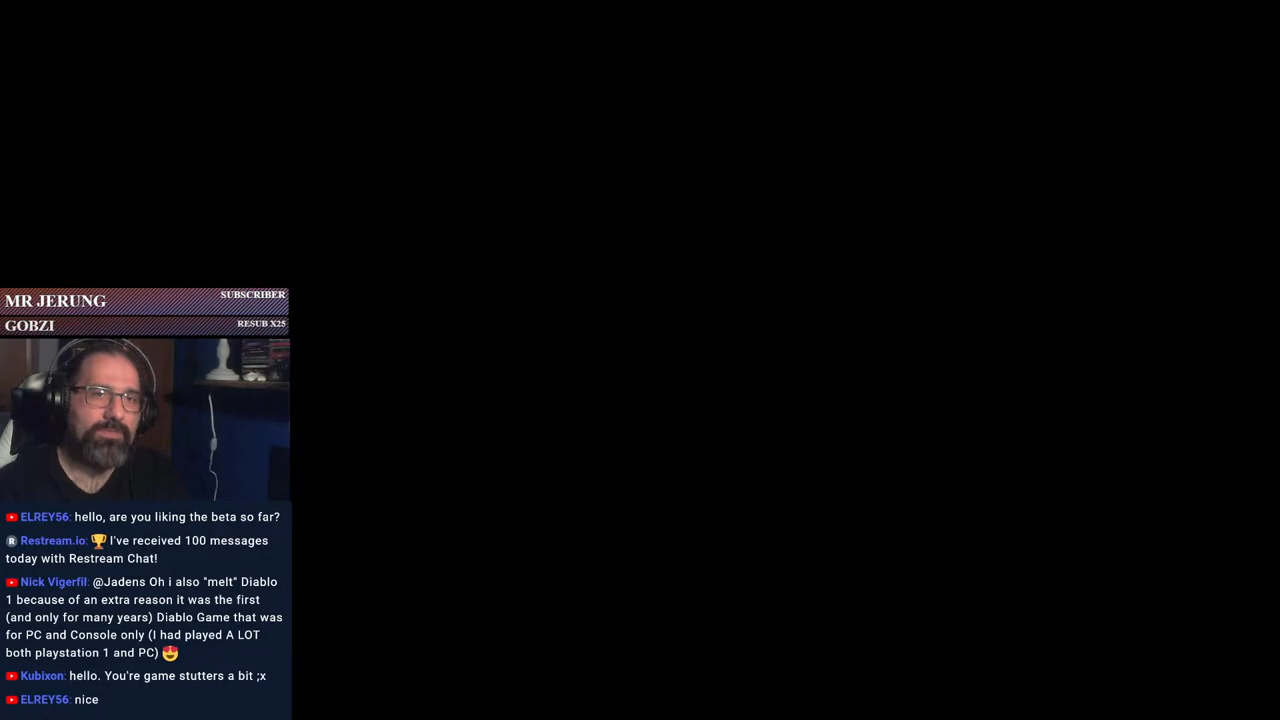 MR JERUNG SUBSCRIBER
GOBZI RESUB X25
ELREY56: hello, are you liking the beta so far?
Restream.io: 🏆 I've received 100 messages
today with Restream Chat!
Nick Vigerfil: @Jadens Oh i also "melt" Diablo
1 because of an extra reason it was the first
(and only for many years) Diablo Game that was
for PC and Console only (I had played A LOT
both playstation 1 and PC) 😍
Kubixon: hello. You're game stutters a bit ;x
ELREY56: nice